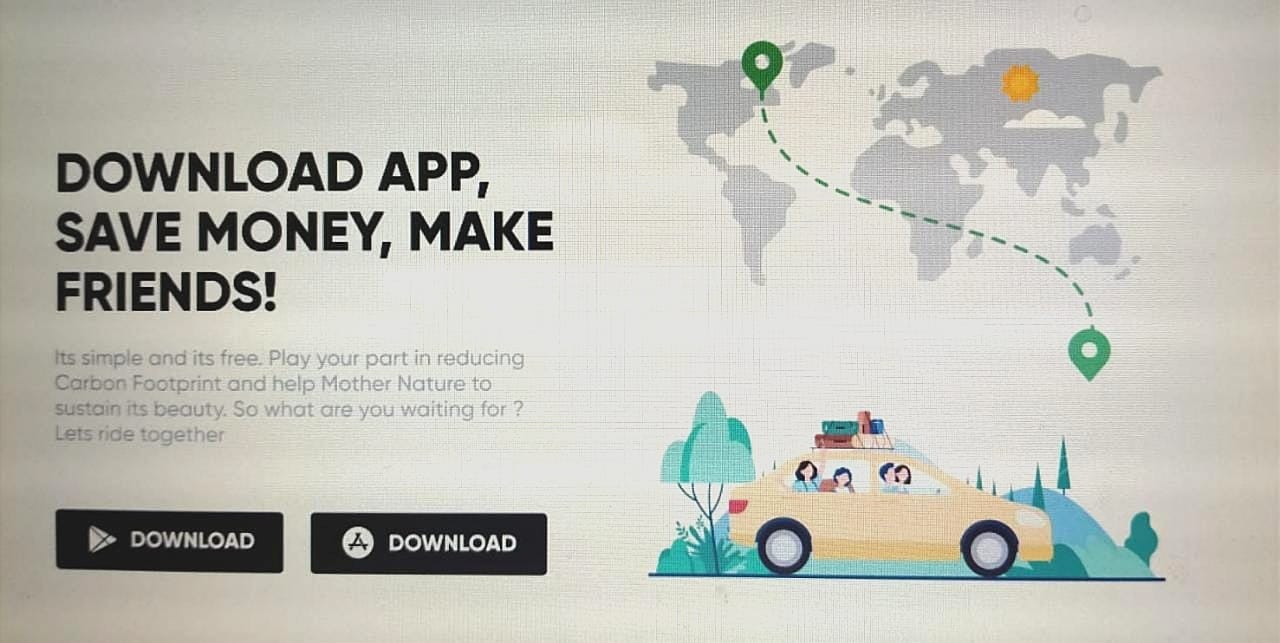 DOWNLOAD APP,
SAVE MONEY, MAKE
FRIENDS!
Its simple and its free. Play your part in reducing
Carbon Footprint and help Mother Nature to
sustain its beauty. So what are you waiting for ?
Lets ride together
DOWNLOAD
DOWNLOAD